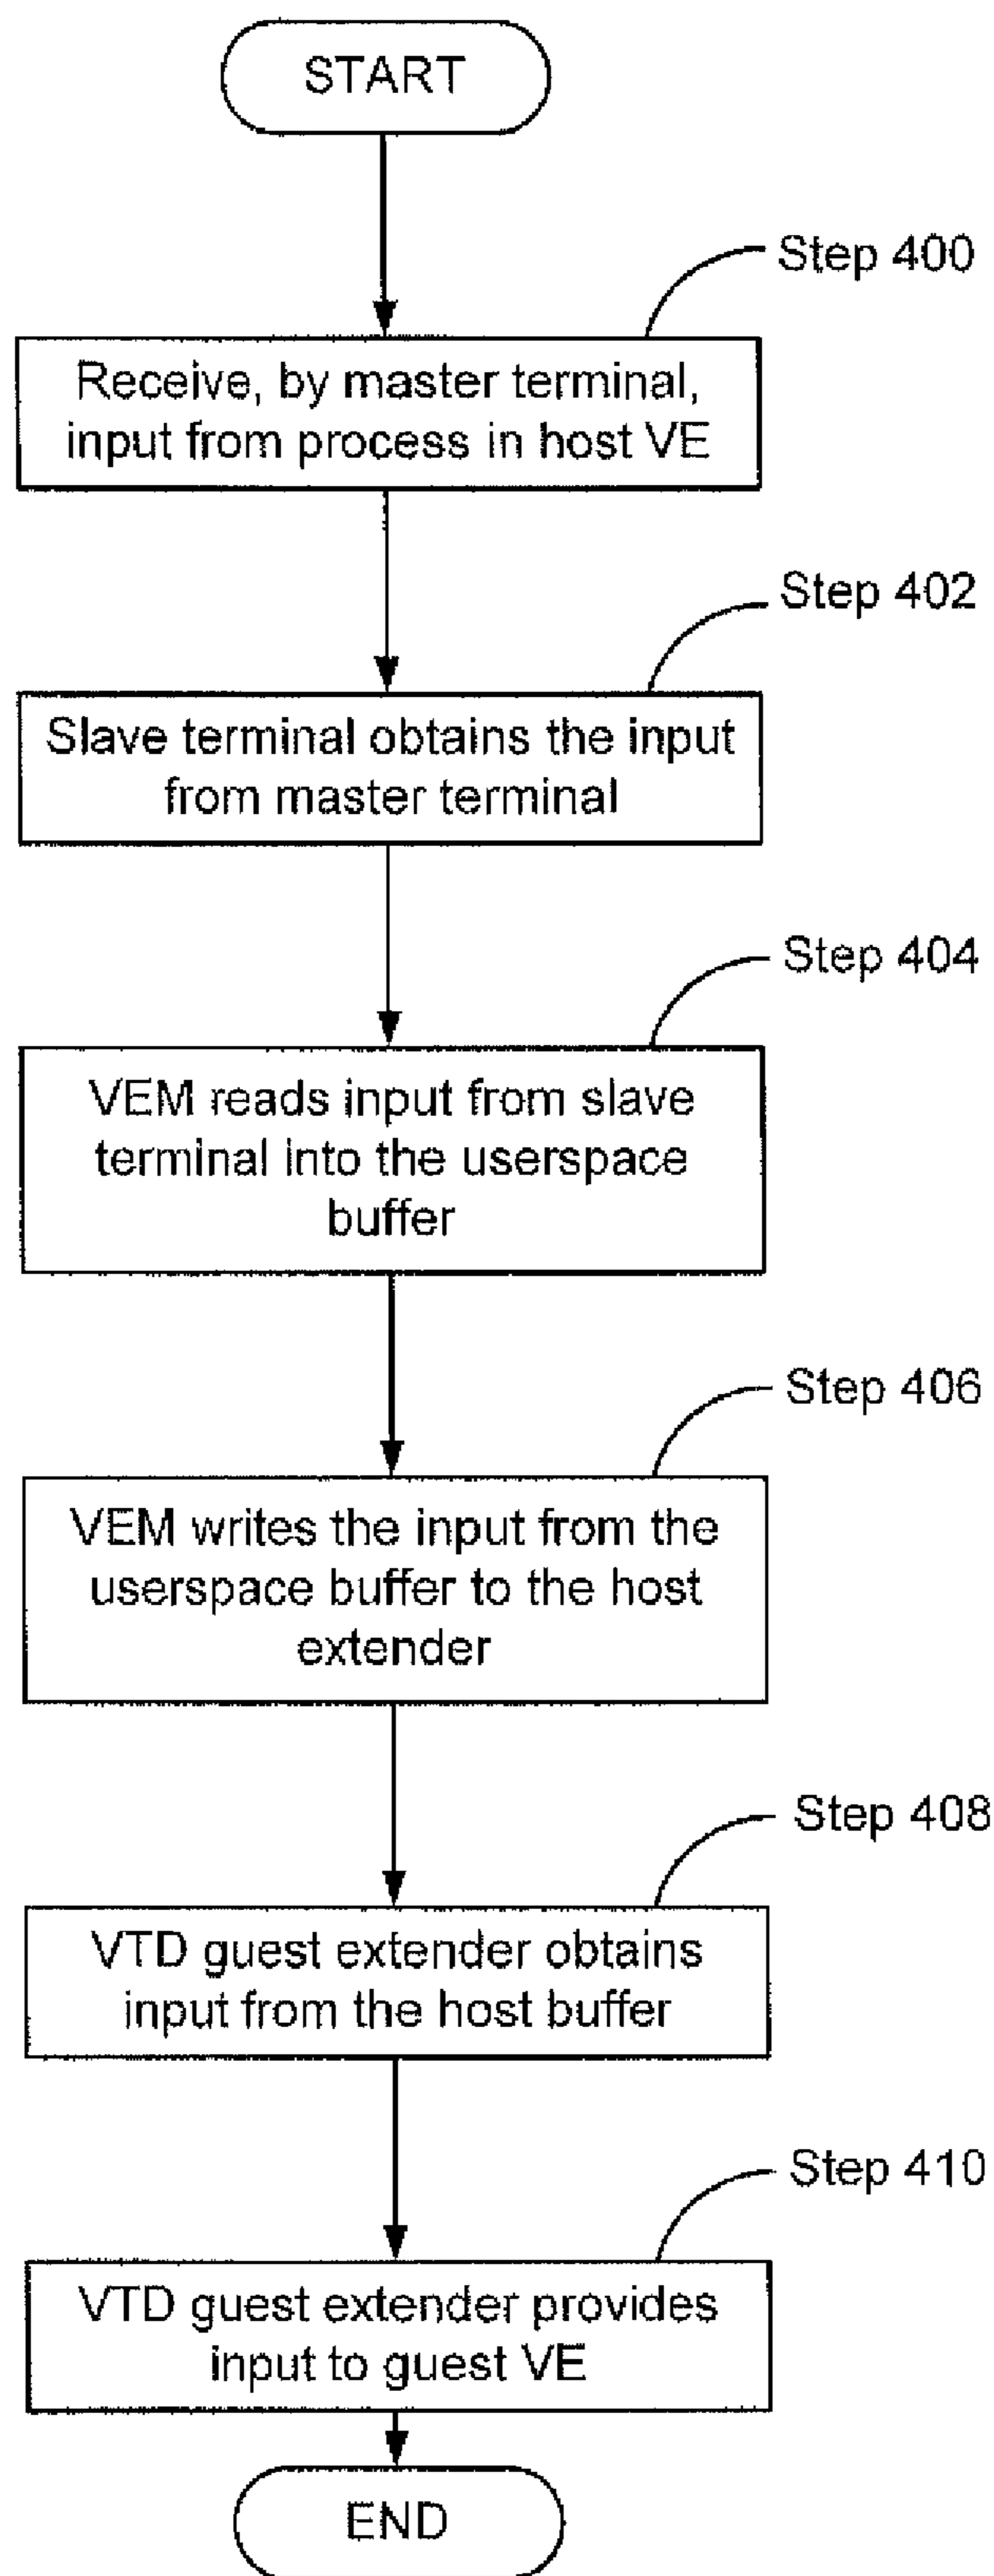 START
Step 400
Receive, by master terminal,
input from process in host VE
Step 402
Slave terminal obtains the input
from master terminal
Step 404
VEM reads input from slave
terminal into the userspace
buffer
Step 406
VEM writes the input from the
userspace buffer to the host
extender
Step 408
VTD guest extender obtains
input from the host buffer
Step 410
VTD guest extender provides
input to guest VE
END